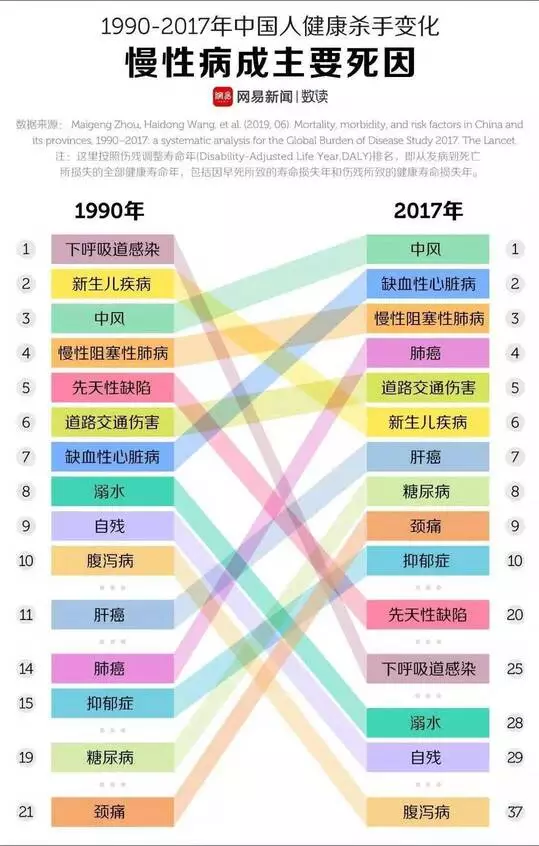 1990-2017年中国人健康杀手变化
慢性病成主要死因
网易 网易新闻 | 数读
数据来源： Maigeng Zhou, Haidong Wang, et al. (2019, 06). Mortality, morbidity, and risk factors in China and
its provinces, 1990–2017: a systematic analysis for the Global Burden of Disease Study 2017. The Lancet.
注：这里按照伤残调整寿命年(Disability-Adjusted Life Year,DALY)排名，即从发病到死亡
所损失的全部健康寿命年，包括因早死所致的寿命损失年和伤残所致的健康寿命损失年。
1990年 2017年
1 下呼吸道感染 中风 1
2 新生儿疾病 缺血性心脏病 2
3 中风 慢性阻塞性肺病 3
4 慢性阻塞性肺病 肺癌 4
5 先天性缺陷 道路交通伤害 5
6 道路交通伤害 新生儿疾病 6
7 缺血性心脏病 肝癌 7
8 溺水 糖尿病 8
9 自残 颈痛 9
10 腹泻病 抑郁症 10
... ...
11 肝癌 先天性缺陷 20
... ...
14 肺癌 下呼吸道感染 25
... 
15 抑郁症 溺水 28
...
19 糖尿病 自残 29
... ...
21 颈痛 腹泻病 37